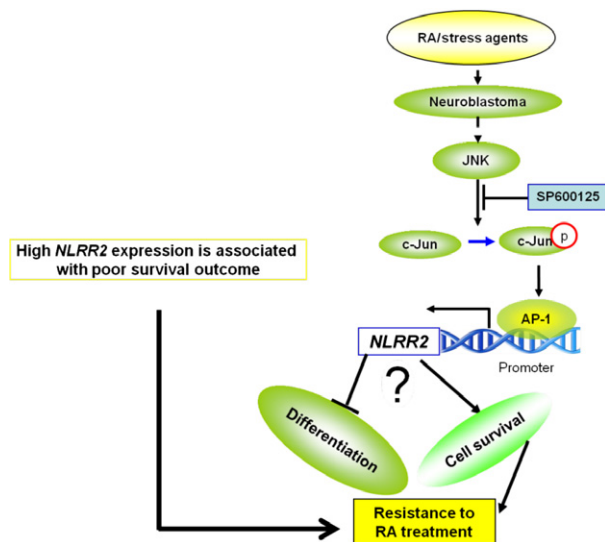 RA/stress agents
Neuroblastoma
JNK
SP600125
c-Jun
c-Jun
p
High NLRR2 expression is associated
with poor survival outcome
AP-1
NLRR2
Promoter
?
Differentiation
Cell survival
Resistance to
RA treatment